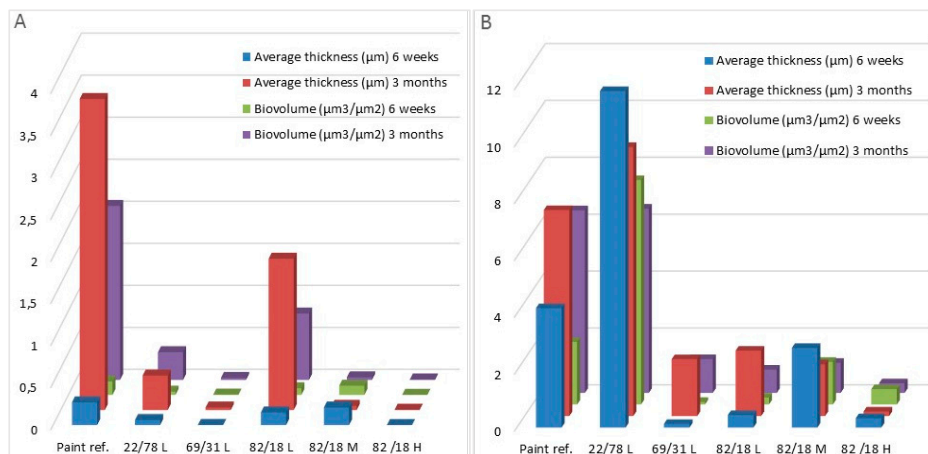 A
Average thickness (µm) 6 weeks
Average thickness (µm) 3 months
Biovolume (µm3/µm2) 6 weeks
Biovolume (µm3/µm2) 3 months
4
3,5
3
2,5
2
1,5
1
0,5
0
Paint ref. 22/78 L 69/31 L 82/18 L 82/18 M 82 /18 H
B
Average thickness (µm) 6 weeks
Average thickness (µm) 3 months
Biovolume (µm3/µm2) 6 weeks
Biovolume (µm3/µm2) 3 months
12
10
8
6
4
2
0
Paint ref. 22/78 L 69/31 L 82/18 L 82/18 M 82 /18 H